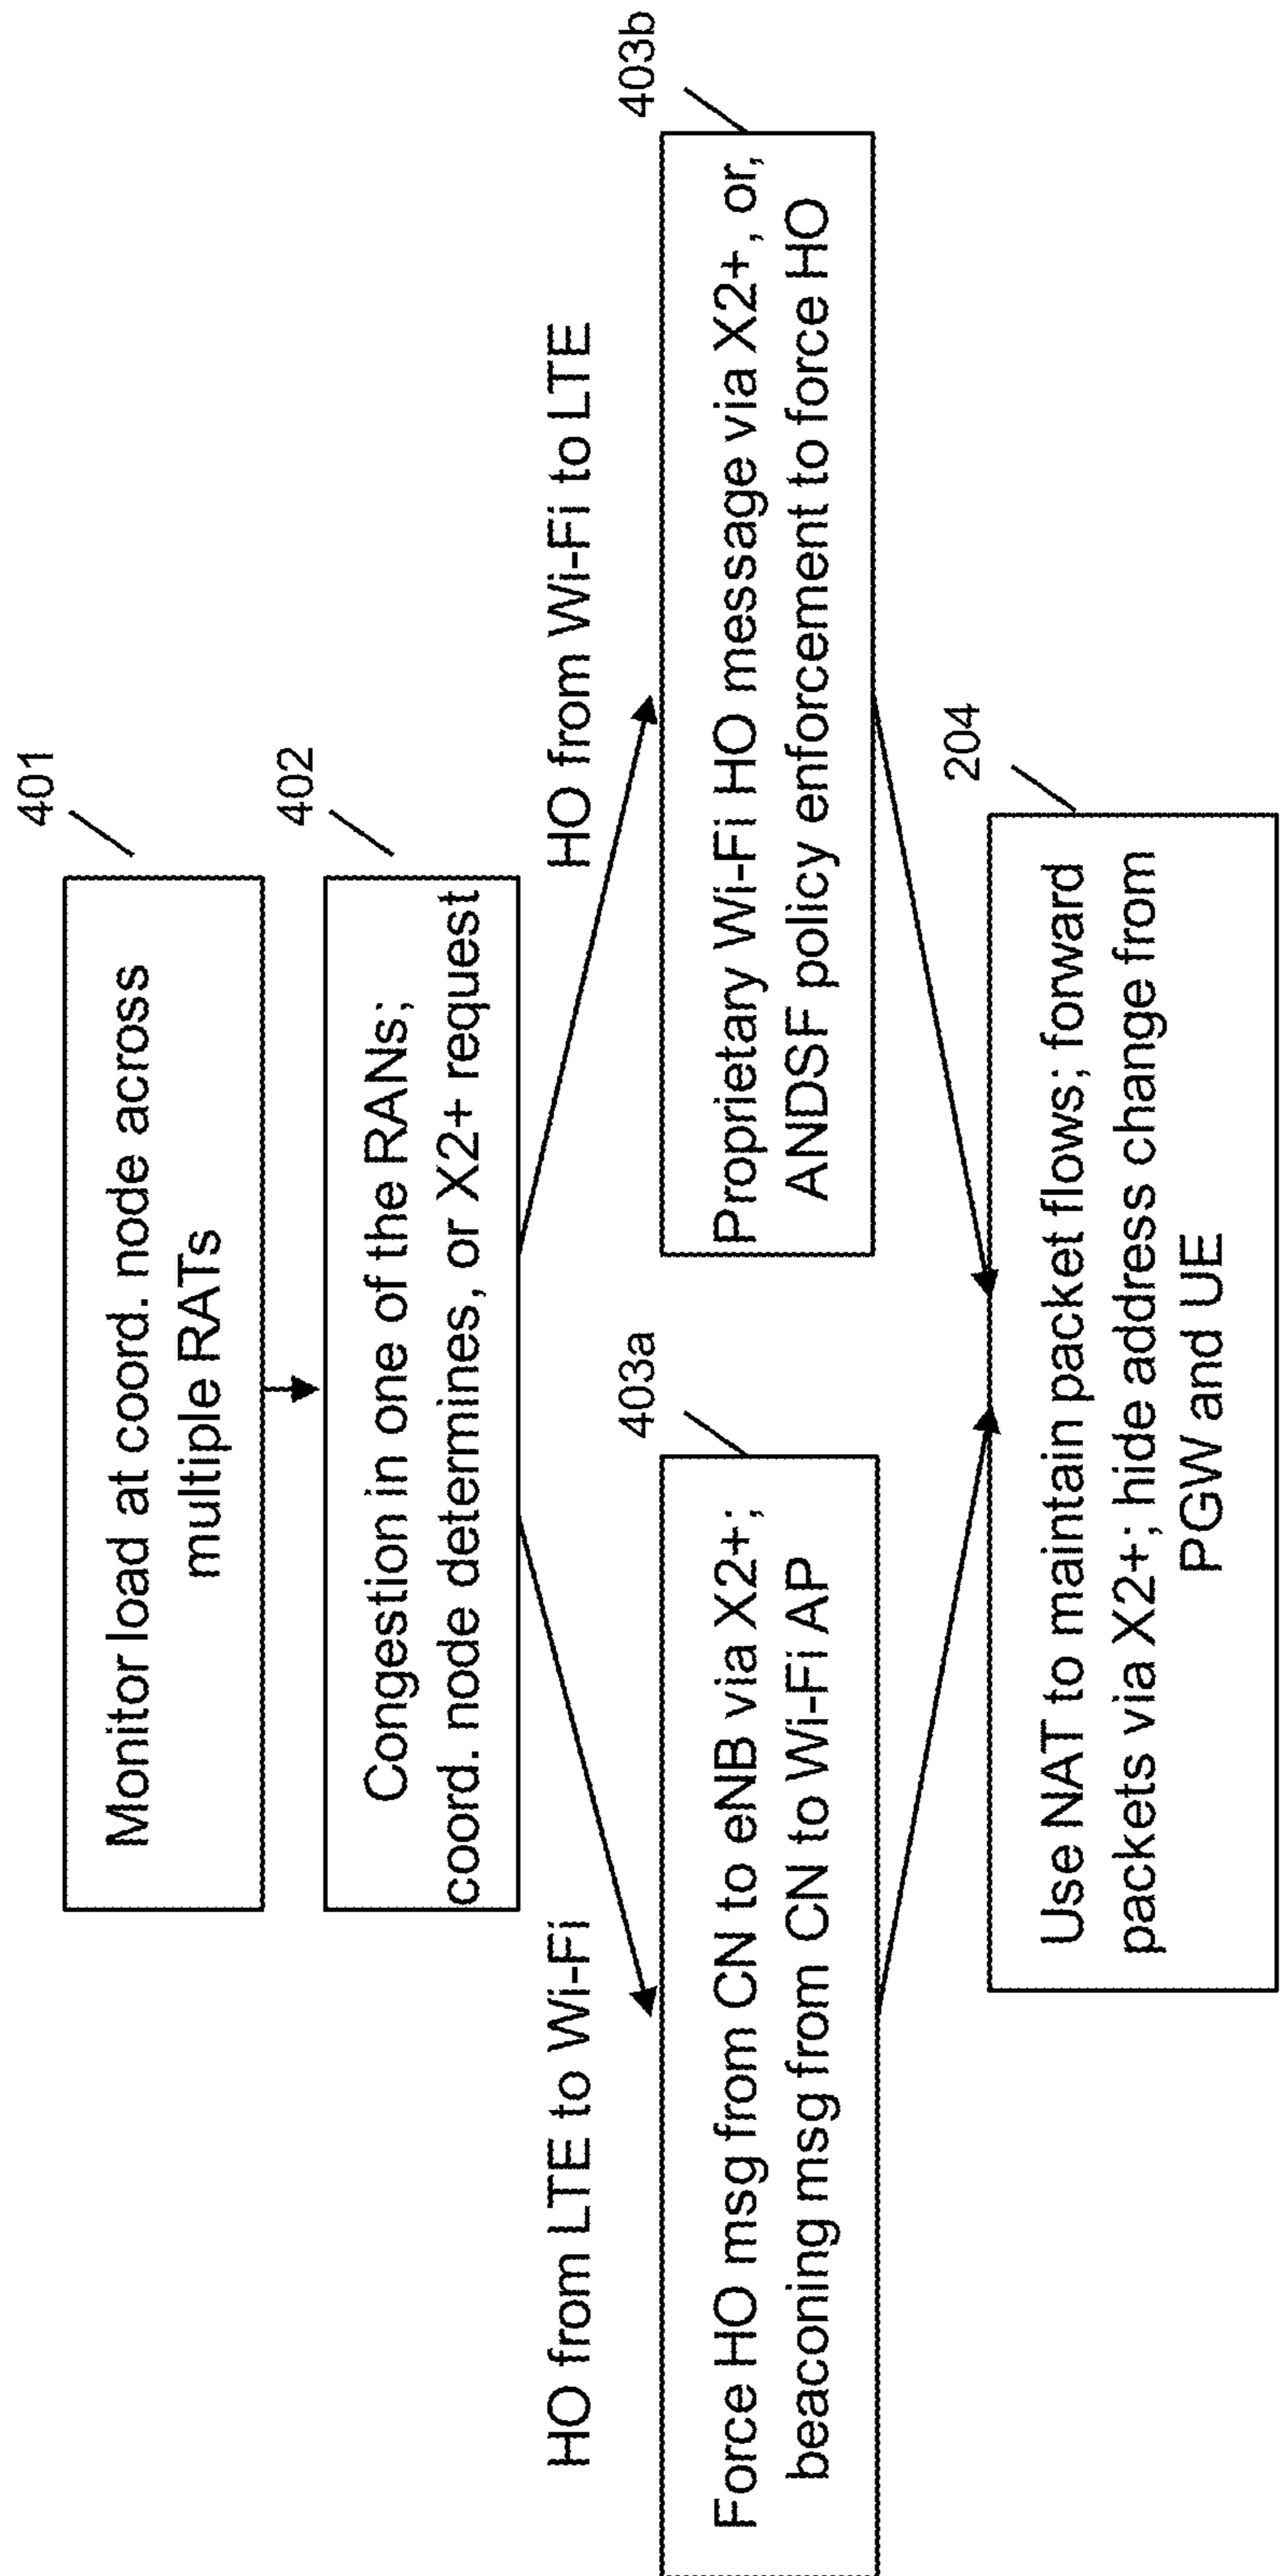 401
Monitor load at coord. node across
multiple RATs
402
Congestion in one of the RANs;
coord. node determines, or X2+ request
HO from LTE to Wi-Fi
HO from Wi-Fi to LTE
403a
Force HO msg from CN to eNB via X2+;
beaconing msg from CN to Wi-Fi AP
403b
Proprietary Wi-Fi HO message via X2+, or,
ANDSF policy enforcement to force HO
204
Use NAT to maintain packet flows; forward
packets via X2+; hide address change from
PGW and UE